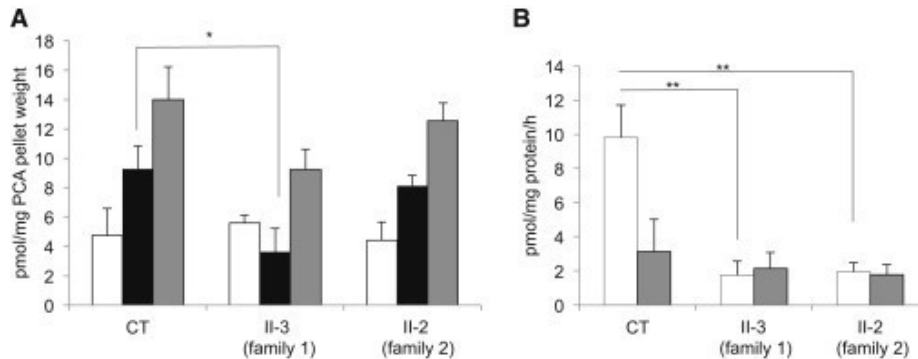 A
pmol/mg PCA pellet weight
18
16
14
12
10
8
6
4
2
0
*
CT
II-3
(family 1)
II-2
(family 2)
B
pmol/mg protein/h
14
12
10
8
6
4
2
0
**
**
CT
II-3
(family 1)
II-2
(family 2)